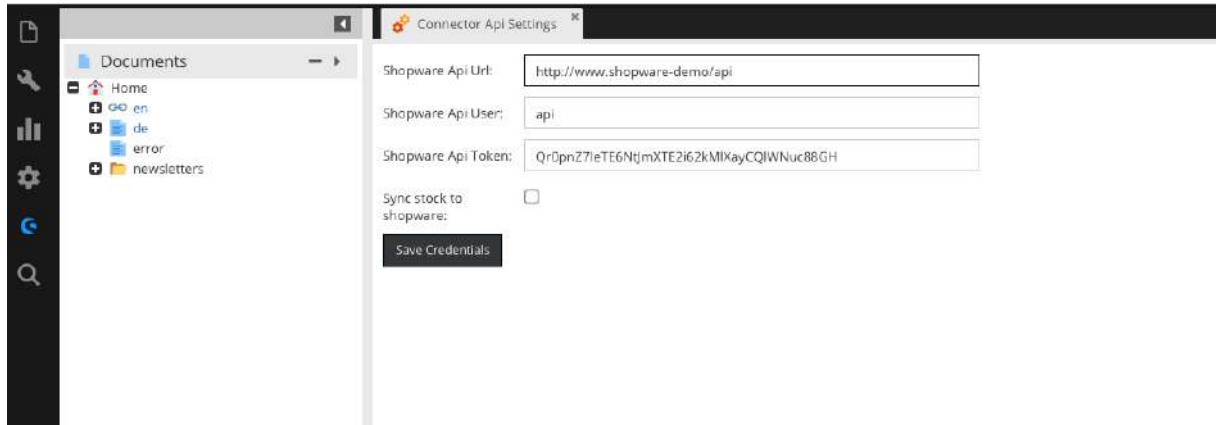 Connector Api Settings
Documents
Home
en
de
error
newsletters
Shopware Api Url:
http://www.shopware-demo/api
Shopware Api User:
api
Shopware Api Token:
Qr0pnZ7leTE6NtJmXTE2i62kMlXayCQlWNuc88GH
Sync stock to
shopware:
Save Credentials